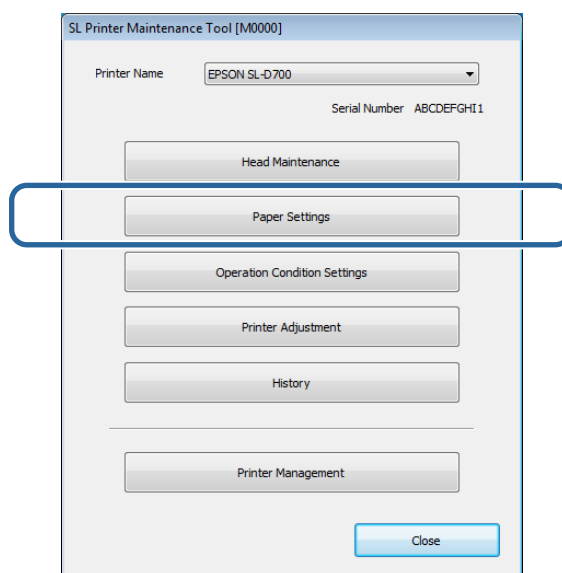 SL Printer Maintenance Tool [M0000]
Printer Name EPSON SL-D700
Serial Number ABCDEFGHI1
Head Maintenance
Paper Settings
Operation Condition Settings
Printer Adjustment
History
Printer Management
Close